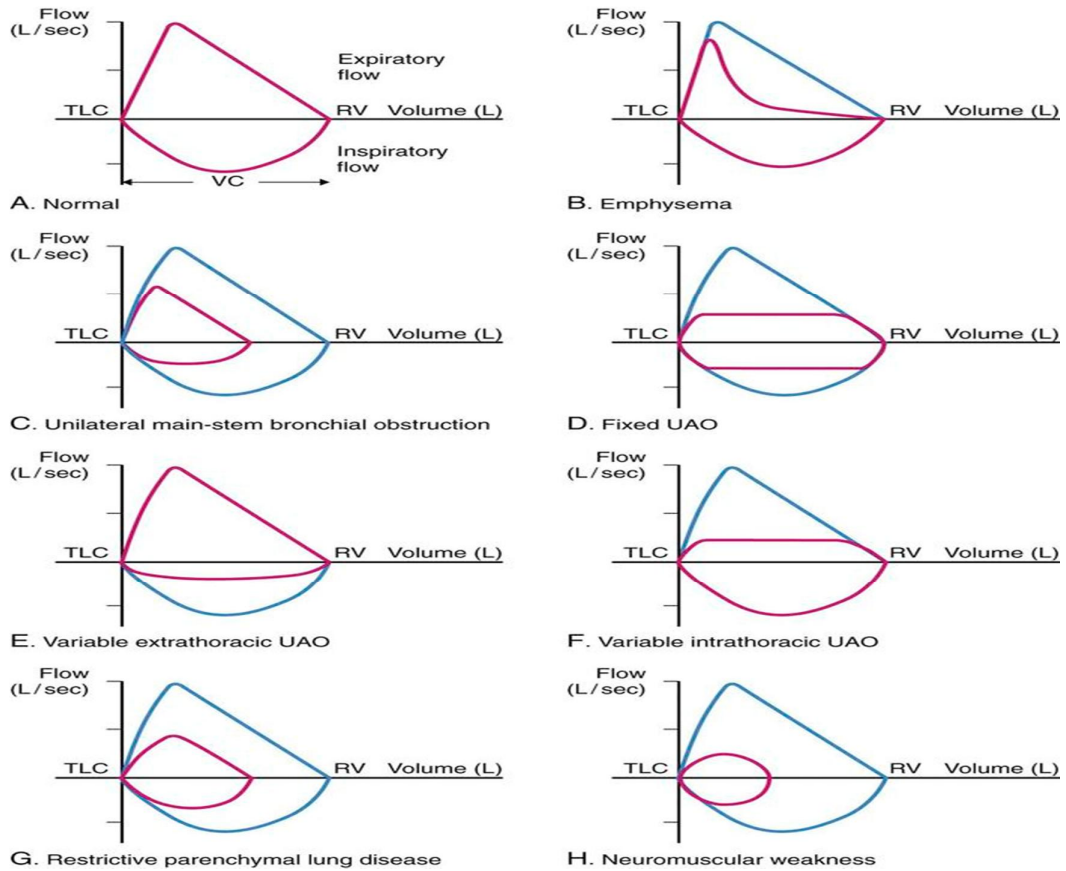 Flow
(L/sec)
Expiratory
flow
TLC
RV Volume (L)
Inspiratory
flow
VC
A. Normal
Flow
(L/sec)
TLC
RV Volume (L)
B. Emphysema
Flow
(L/sec)
TLC
RV Volume (L)
C. Unilateral main-stem bronchial obstruction
Flow
(L/sec)
TLC
RV Volume (L)
D. Fixed UAO
Flow
(L/sec)
TLC
RV Volume (L)
E. Variable extrathoracic UAO
Flow
(L/sec)
TLC
RV Volume (L)
F. Variable intrathoracic UAO
Flow
(L/sec)
TLC
RV Volume (L)
G. Restrictive parenchymal lung disease
Flow
(L/sec)
TLC
RV Volume (L)
H. Neuromuscular weakness